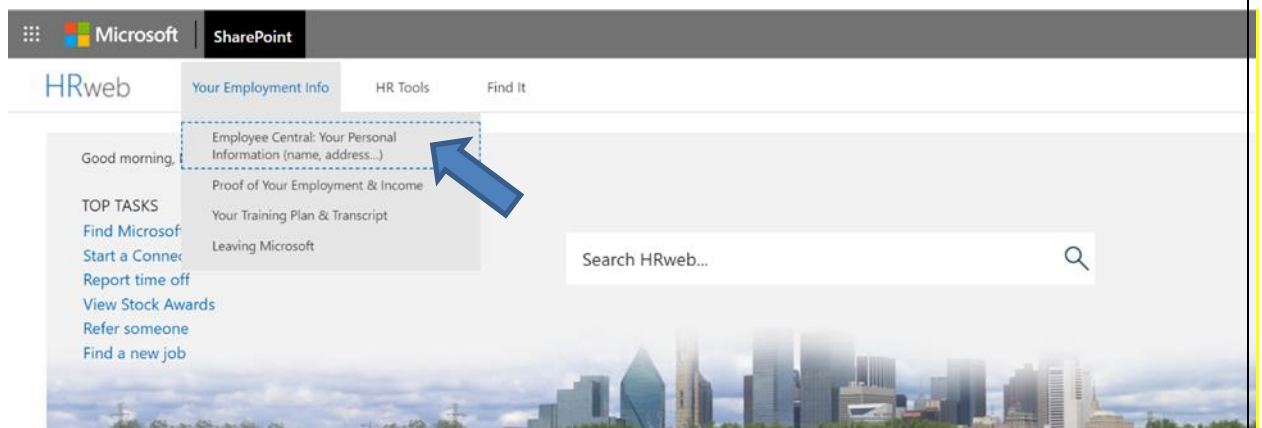 Microsoft SharePoint
HRweb Your Employment Info HR Tools Find It
Employee Central: Your Personal
Information (name, address...)
Proof of Your Employment & Income
Your Training Plan & Transcript
Leaving Microsoft
Good morning,
TOP TASKS
Find Microsof
Start a Connec
Report time off
View Stock Awards
Refer someone
Find a new job
Search HRweb...